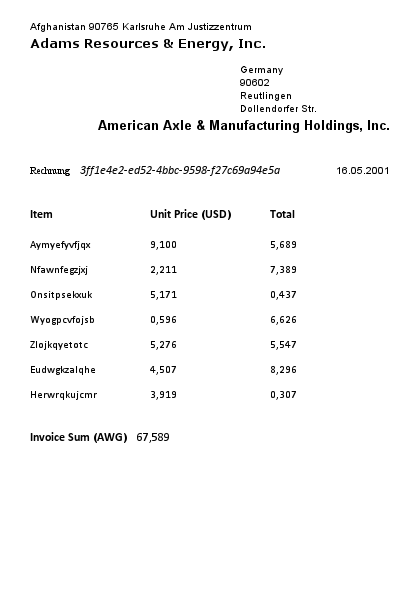 Afghanistan 90765 Karlsruhe Am Justizzentrum
Adams Resources & Energy, Inc.
Germany
90602
Reutlingen
Dollendorfer Str.
American Axle & Manufacturing Holdings, Inc.
Rechnung 3ff1e4e2-ed52-4bbc-9598-f27c69a94e5a 16.05.2001
Item Unit Price (USD) Total
Aymyefyvfjqx 9,100 5,689
Nfawnfegzjxj 2,211 7,389
Onsitpsekxuk 5,171 0,437
Wyogpcvfojsb 0,596 6,626
Zlojkqyetotc 5,276 5,547
Eudwgkzalqhe 4,507 8,296
Herwrqkujcmr 3,919 0,307
Invoice Sum (AWG) 67,589